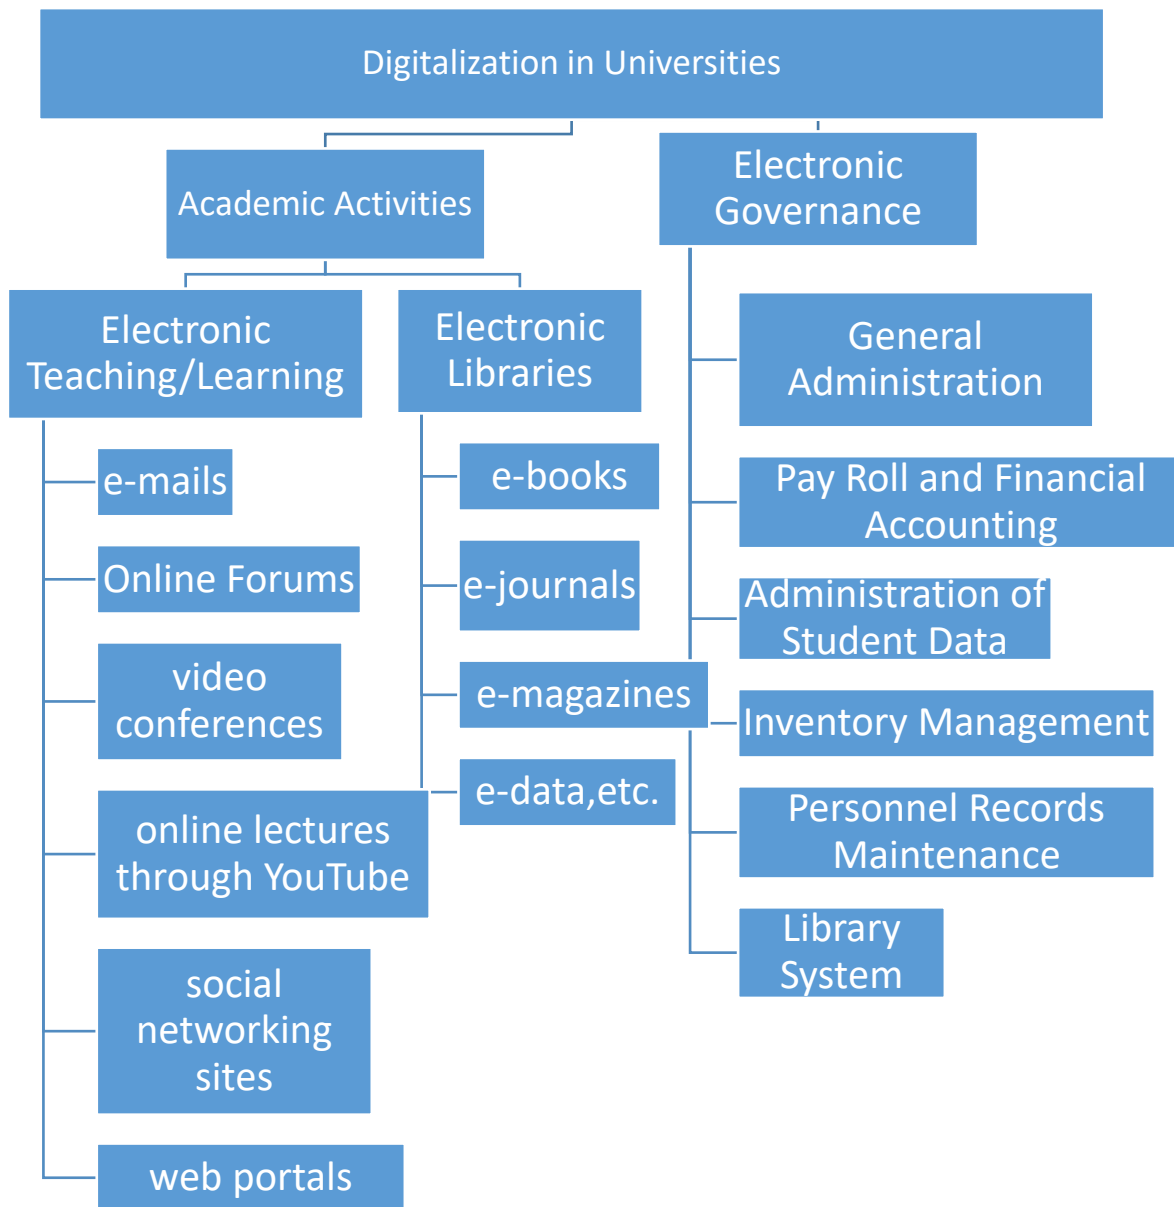 Digitalization in Universities
Academic Activities
Electronic
Teaching/Learning
e-mails
Online Forums
video
conferences
online lectures
through YouTube
social
networking
sites
web portals
Electronic
Libraries
e-books
e-journals
e-magazines
e-data,etc.
Electronic
Governance
General
Administration
Pay Roll and Financial
Accounting
Administration of
Student Data
Inventory Management
Personnel Records
Maintenance
Library
System